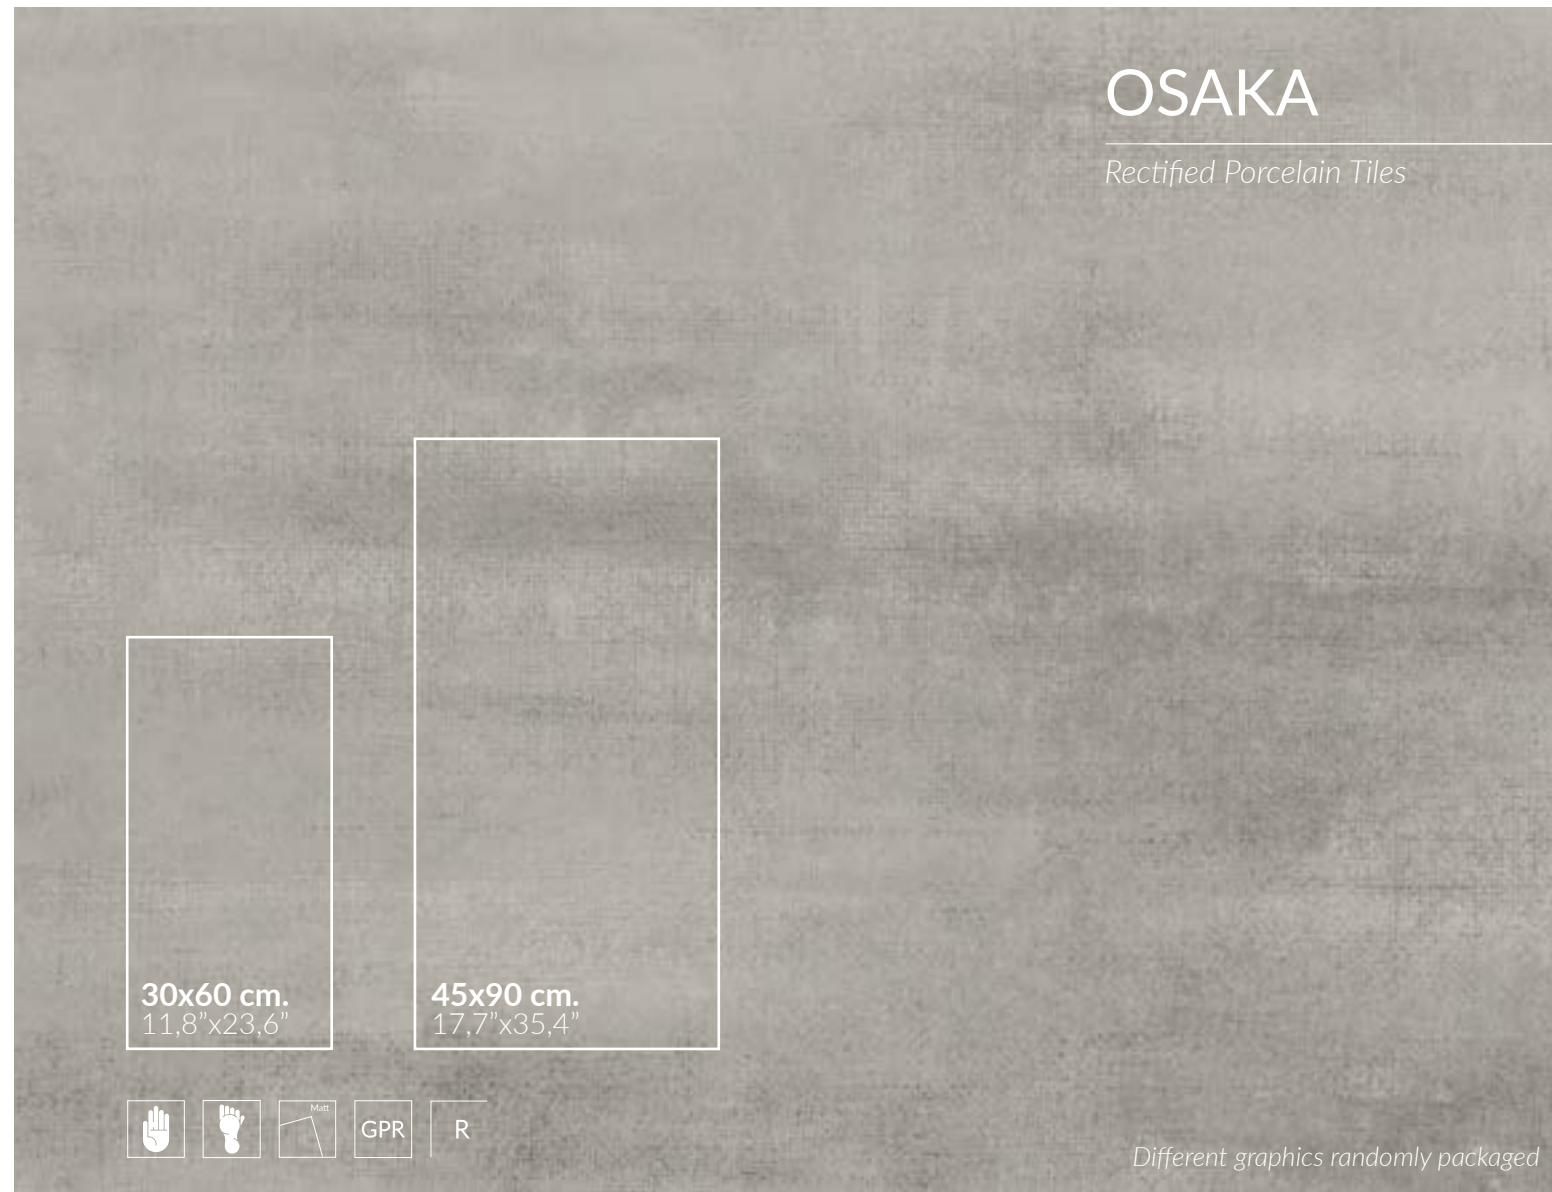 OSAKA
Rectified Porcelain Tiles
30x60 cm.
11,8”x23,6”
45x90 cm.
17,7”x35,4”
Matt
GPR
R
Different graphics randomly packaged